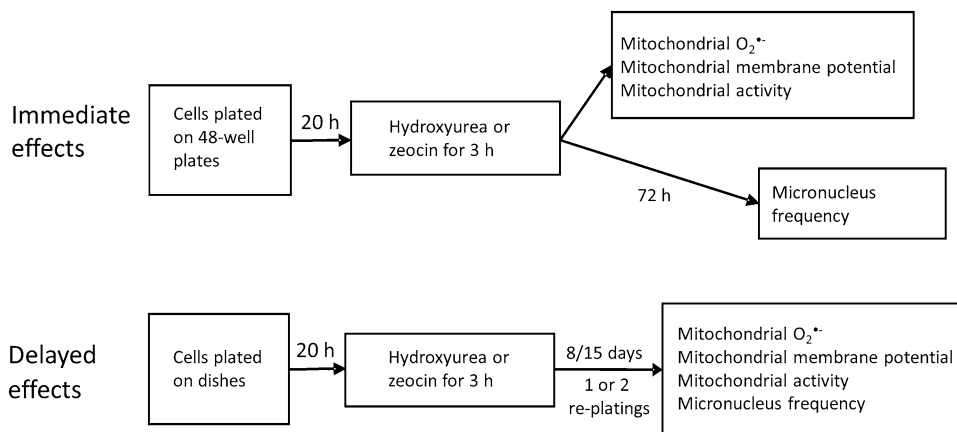 Immediate
effects
Cells plated
on 48-well
plates
20 h
Hydroxyurea or
zeocin for 3 h
Mitochondrial O₂•-
Mitochondrial membrane potential
Mitochondrial activity
72 h
Micronucleus
frequency
Delayed
effects
Cells plated
on dishes
20 h
Hydroxyurea or
zeocin for 3 h
8/15 days
1 or 2
re-platings
Mitochondrial O₂•-
Mitochondrial membrane potential
Mitochondrial activity
Micronucleus frequency